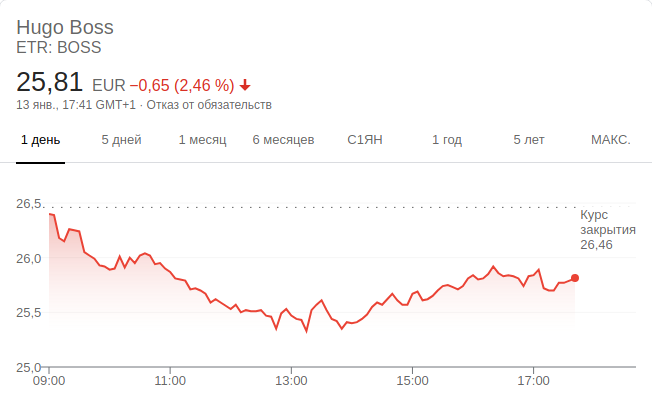 Hugo Boss
ETR: BOSS
25,81 EUR −0,65 (2,46 %)
13 янв., 17:41 GMT+1 · Отказ от обязательств
1 день 5 дней 1 месяц 6 месяцев С1ЯН 1 год 5 лет МАКС.
26,5
Курс
закрытия
26,46
26,0
25,5
25,0
09:00 11:00 13:00 15:00 17:00